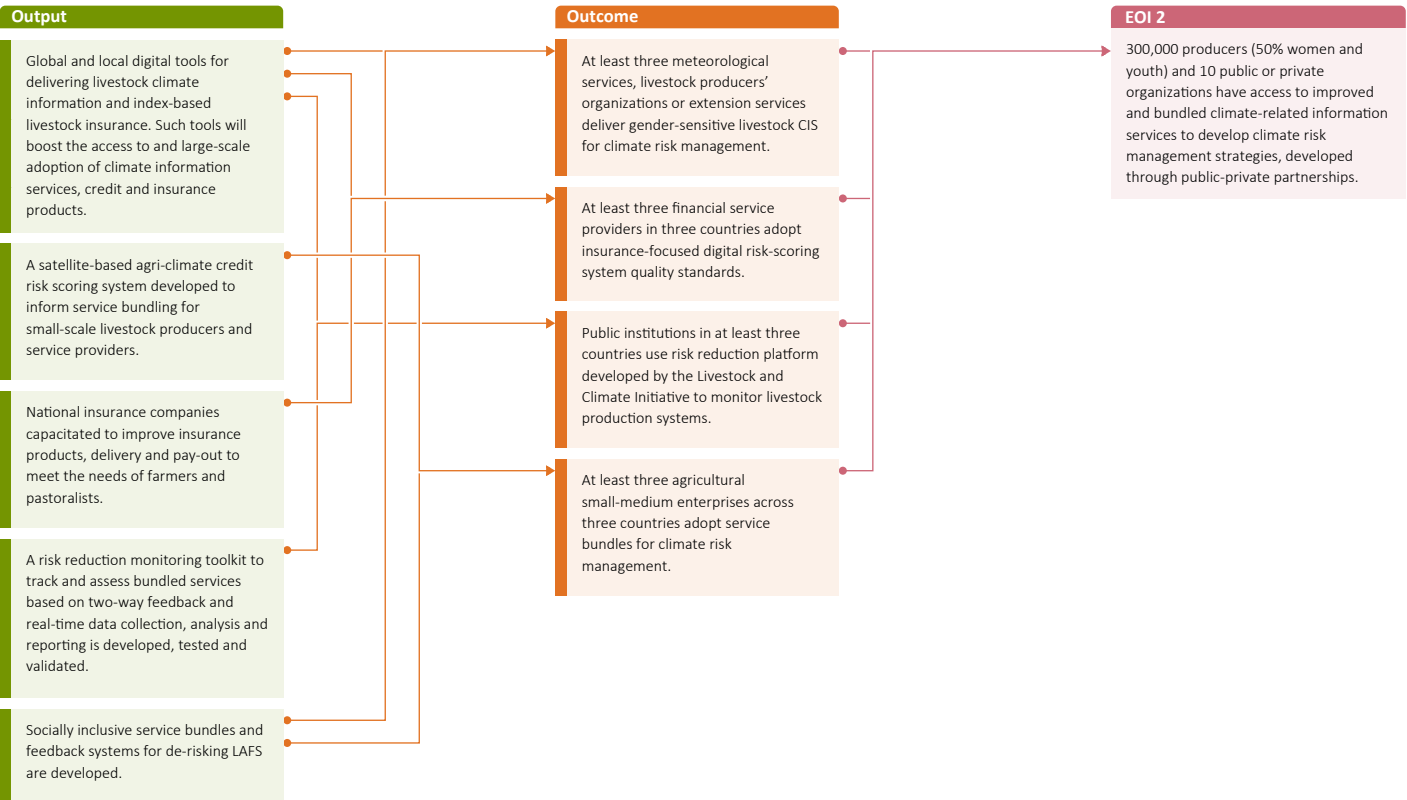 Output
Global and local digital tools for
delivering livestock climate
information and index-based
livestock insurance. Such tools will
boost the access to and large-scale
adoption of climate information
services, credit and insurance
products.
A satellite-based agri-climate credit
risk scoring system developed to
inform service bundling for
small-scale livestock producers and
service providers.
National insurance companies
capacitated to improve insurance
products, delivery and pay-out to
meet the needs of farmers and
pastoralists.
A risk reduction monitoring toolkit to
track and assess bundled services
based on two-way feedback and
real-time data collection, analysis and
reporting is developed, tested and
validated.
Socially inclusive service bundles and
feedback systems for de-risking LAFS
are developed.
Outcome
At least three meteorological
services, livestock producers’
organizations or extension services
deliver gender-sensitive livestock CIS
for climate risk management.
At least three financial service
providers in three countries adopt
insurance-focused digital risk-scoring
system quality standards.
Public institutions in at least three
countries use risk reduction platform
developed by the Livestock and
Climate Initiative to monitor livestock
production systems.
At least three agricultural
small-medium enterprises across
three countries adopt service
bundles for climate risk
management.
EOI 2
300,000 producers (50% women and
youth) and 10 public or private
organizations have access to improved
and bundled climate-related information
services to develop climate risk
management strategies, developed
through public-private partnerships.